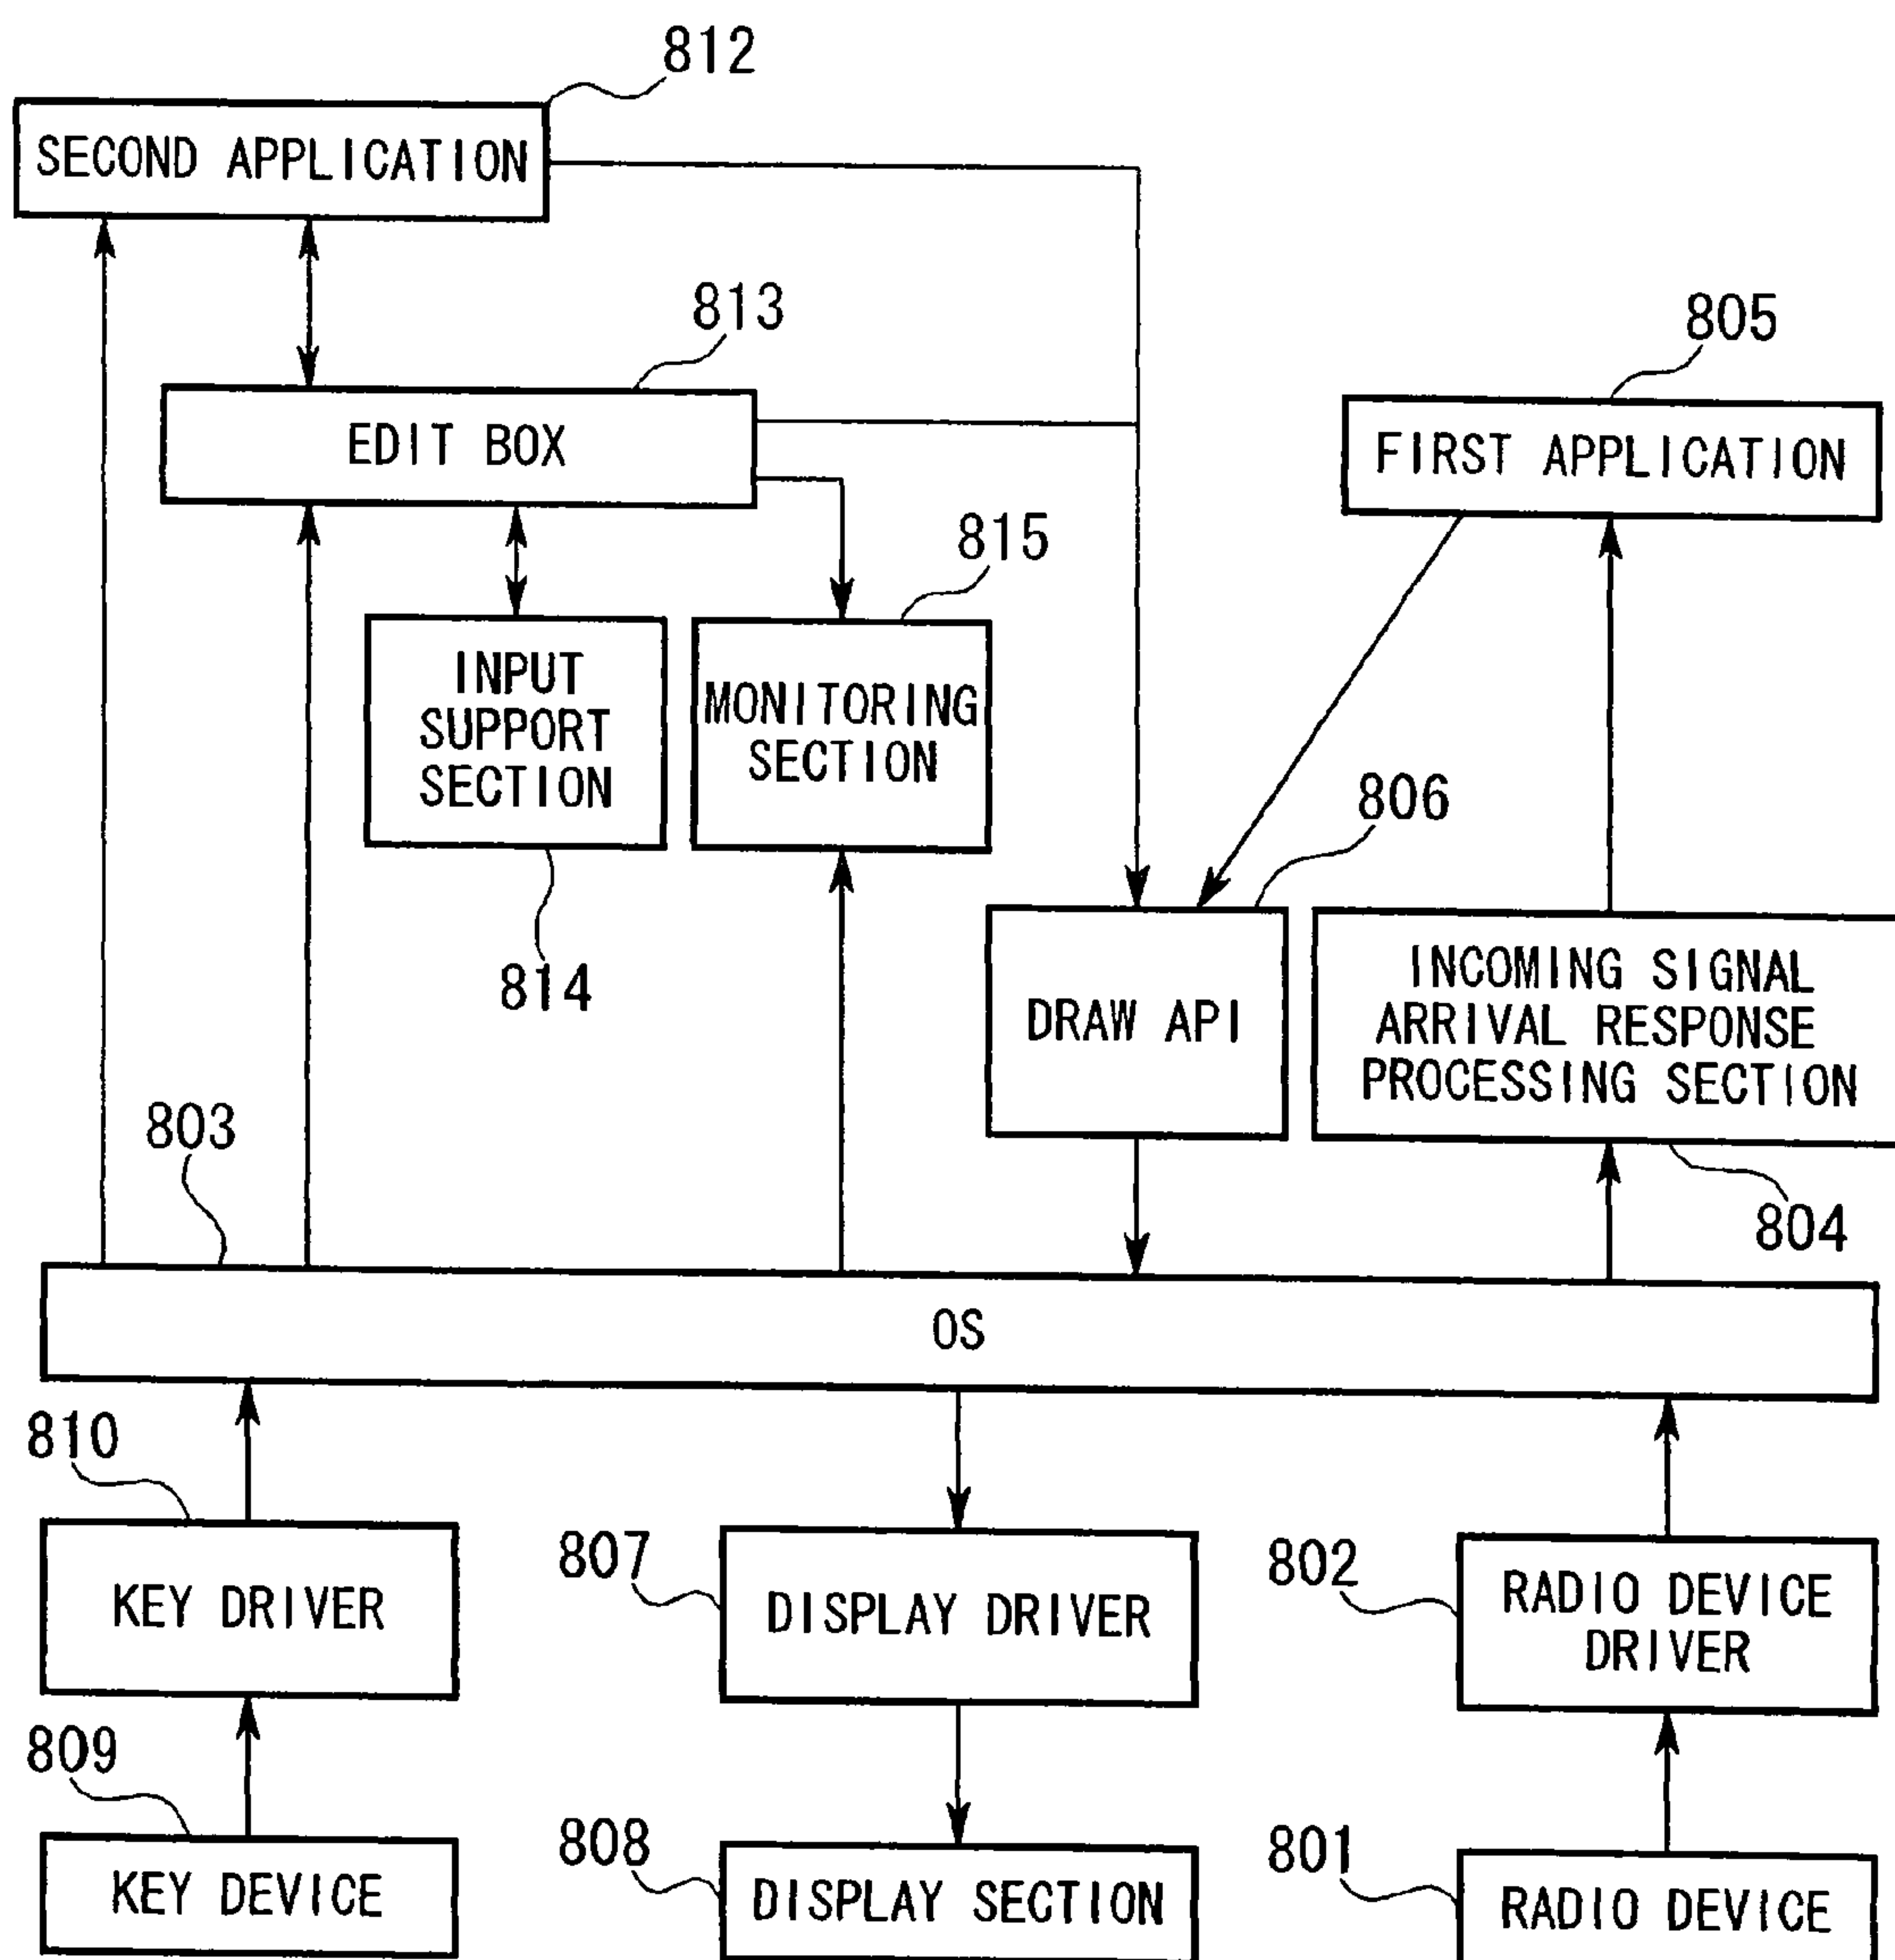 812
SECOND APPLICATION
813
EDIT BOX
805
FIRST APPLICATION
815
INPUT
SUPPORT
SECTION
814
MONITORING
SECTION
806
DRAW API
INCOMING SIGNAL
ARRIVAL RESPONSE
PROCESSING SECTION
804
803
OS
810
KEY DRIVER
807
DISPLAY DRIVER
802
RADIO DEVICE
DRIVER
809
KEY DEVICE
808
DISPLAY SECTION
801
RADIO DEVICE